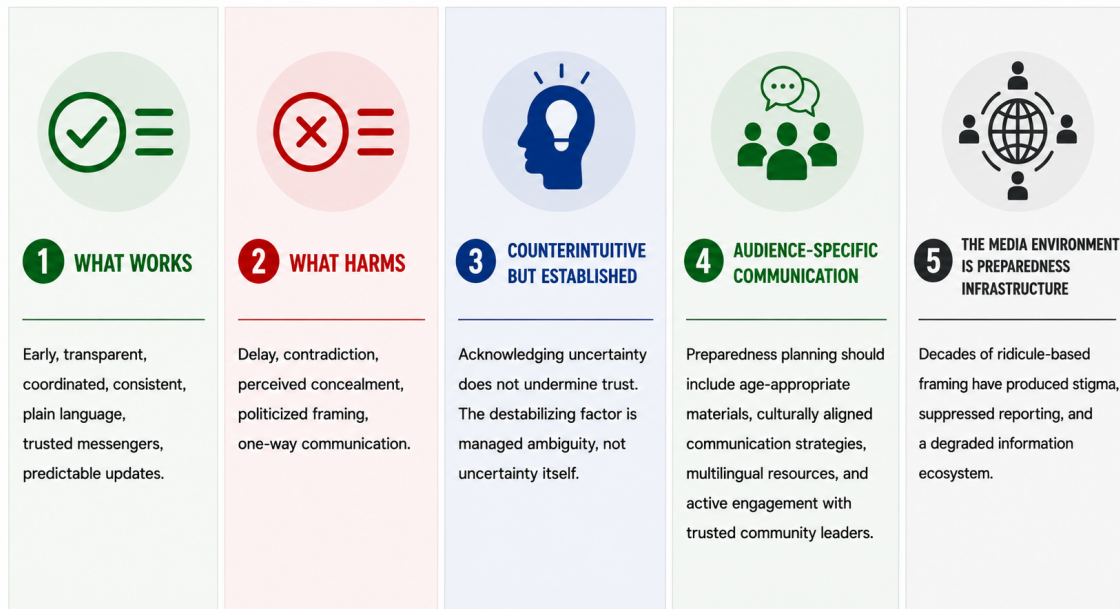 1 WHAT WORKS
Early, transparent,
coordinated, consistent,
plain language,
trusted messengers,
predictable updates.
2 WHAT HARMS
Delay, contradiction,
perceived concealment,
politicized framing,
one-way communication.
3 COUNTERINTUITIVE
BUT ESTABLISHED
Acknowledging uncertainty
does not undermine trust.
The destabilizing factor is
managed ambiguity, not
uncertainty itself.
4 AUDIENCE-SPECIFIC
COMMUNICATION
Preparedness planning should
include age-appropriate
materials, culturally aligned
communication strategies,
multilingual resources, and
active engagement with
trusted community leaders.
5 THE MEDIA ENVIRONMENT
IS PREPAREDNESS
INFRASTRUCTURE
Decades of ridicule-based
framing have produced stigma,
suppressed reporting, and
a degraded information
ecosystem.